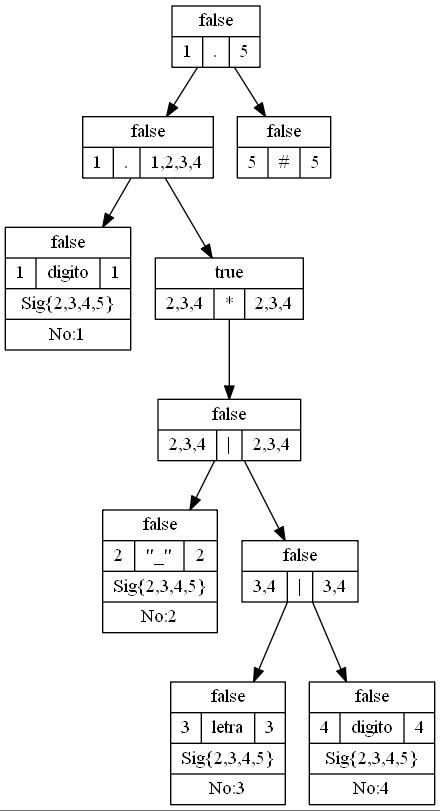 false
1 . 5
false
1 . 1,2,3,4
false
5 # 5
false
1 digito 1
Sig{2,3,4,5}
No:1
true
2,3,4 * 2,3,4
false
2,3,4 | 2,3,4
false
2 "_" 2
Sig{2,3,4,5}
No:2
false
3,4 | 3,4
false
3 letra 3
Sig{2,3,4,5}
No:3
false
4 digito 4
Sig{2,3,4,5}
No:4